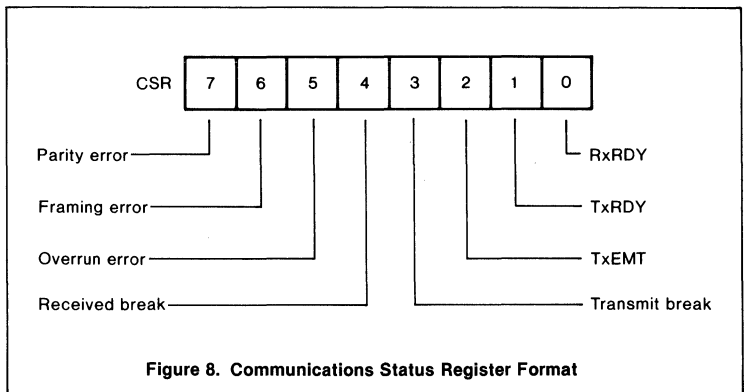 CSR 7 6 5 4 3 2 1 0
Parity error RxRDY
Framing error TxRDY
Overrun error TxEMT
Received break Transmit break
Figure 8. Communications Status Register Format